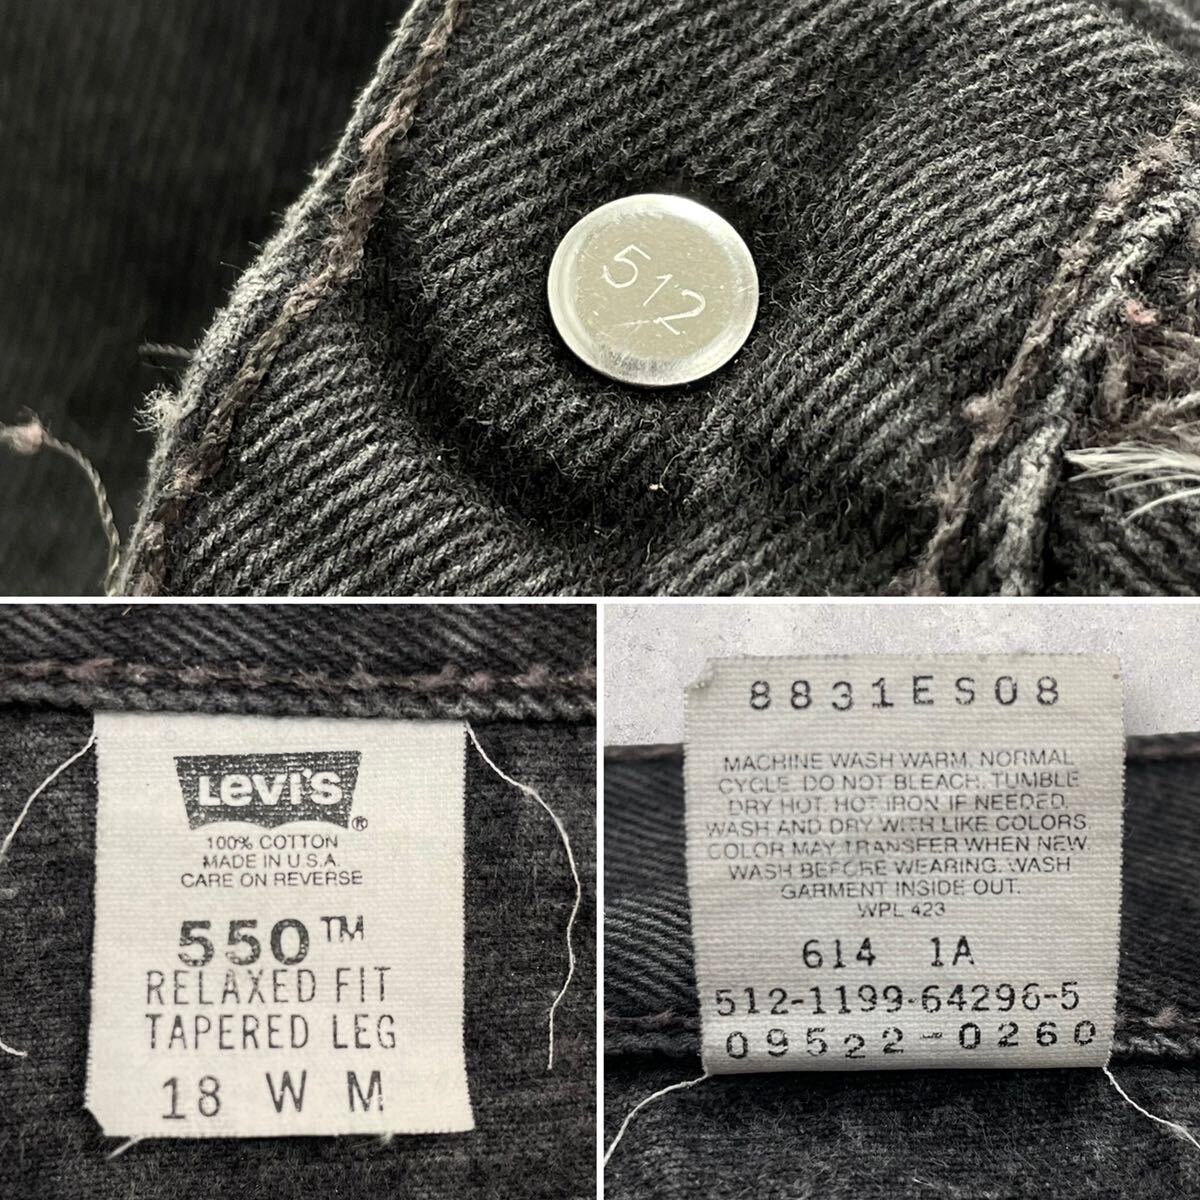 512
Levi's®
100% COTTON
MADE IN U.S.A.
CARE ON REVERSE
550™
RELAXED FIT
TAPERED LEG
18 W M
8831ES08
MACHINE WASH WARM. NORMAL
CYCLE. DO NOT BLEACH. TUMBLE
DRY HOT. HOT IRON IF NEEDED.
WASH AND DRY WITH LIKE COLORS.
COLOR MAY TRANSFER WHEN NEW.
WASH BEFORE WEARING. WASH
GARMENT INSIDE OUT.
WPL 423
614 1A
512-1199-64296-5
09522-0260